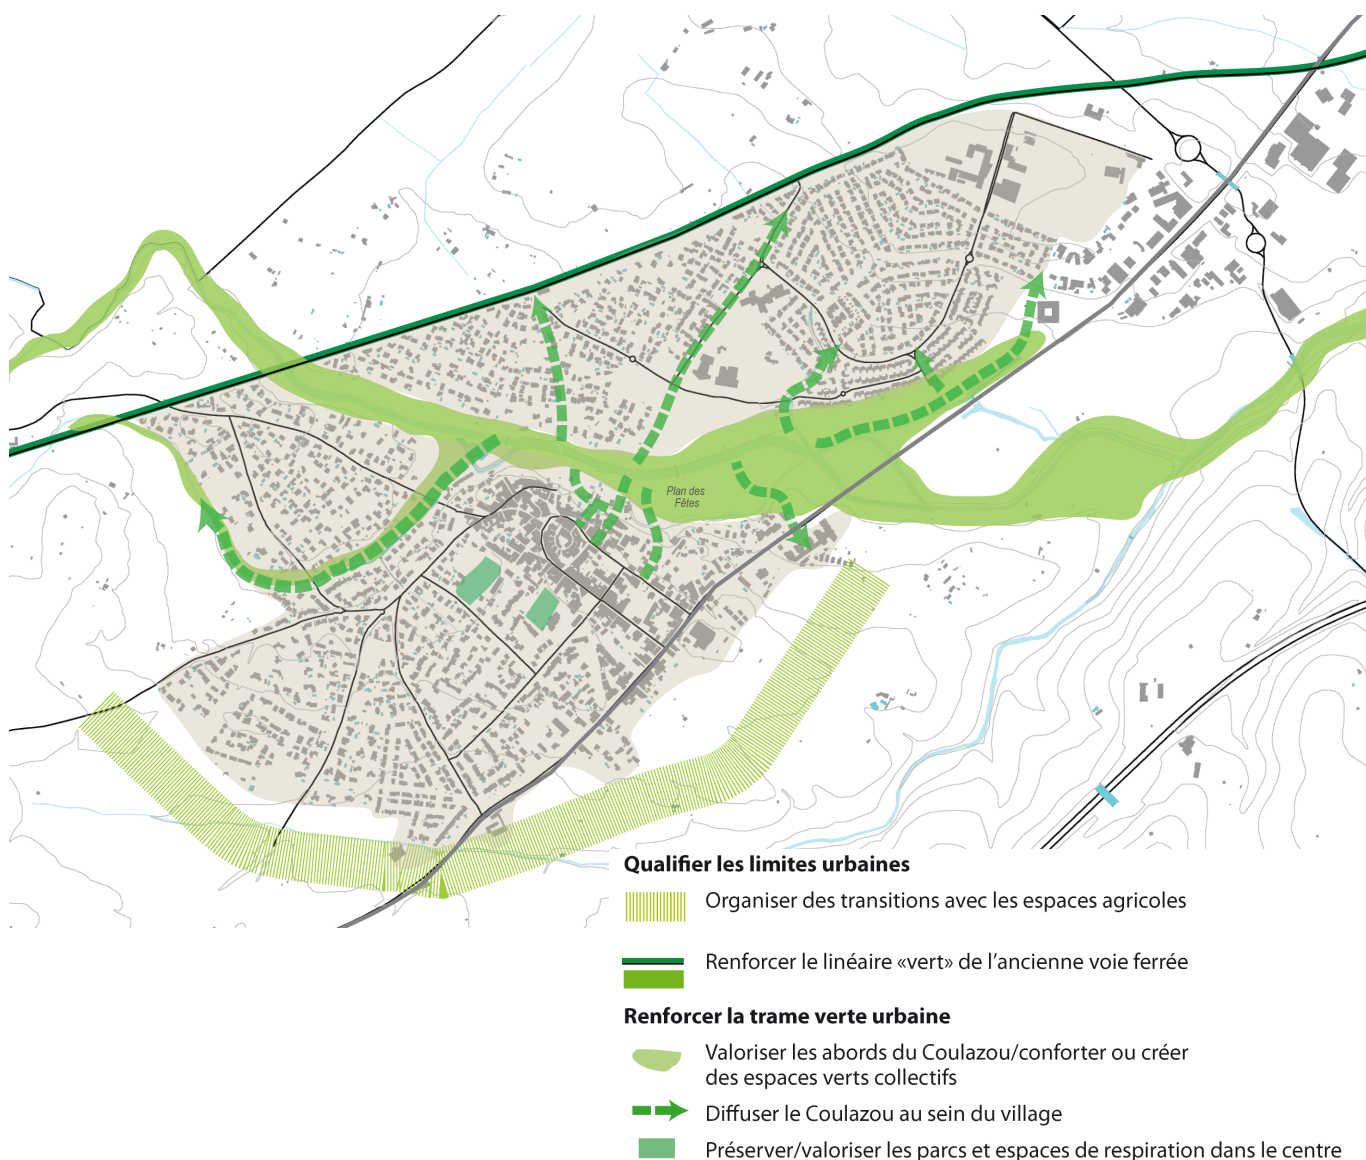 Plan des
Fêtes
Qualifier les limites urbaines
Organiser des transitions avec les espaces agricoles
Renforcer le linéaire «vert» de l’ancienne voie ferrée
Renforcer la trame verte urbaine
Valoriser les abords du Coulazou/conforter ou créer
des espaces verts collectifs
Diffuser le Coulazou au sein du village
Préserver/valoriser les parcs et espaces de respiration dans le centre